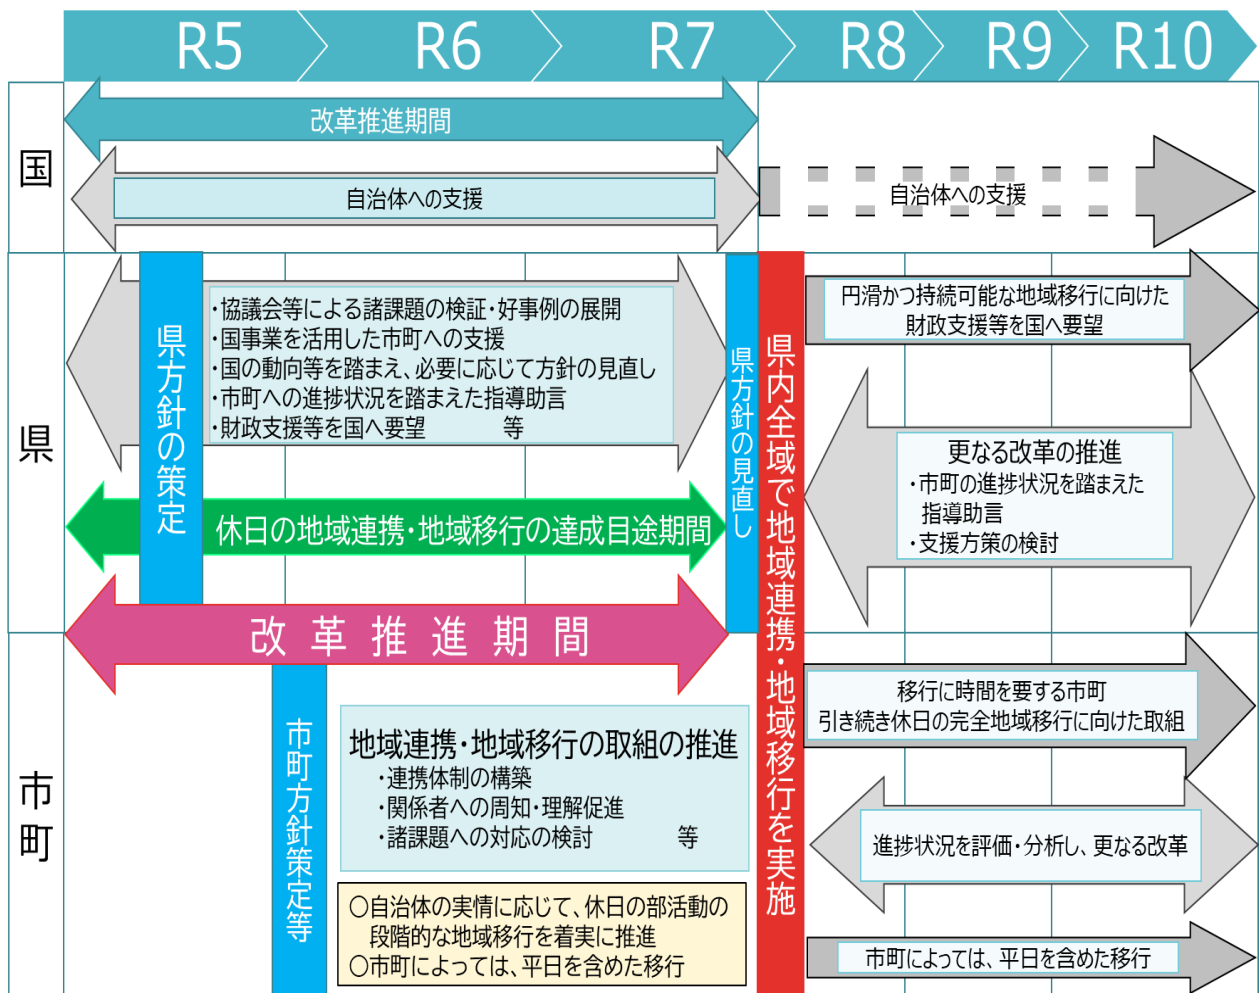 R5
R6
R7
R8
R9
R10
国
改革推進期間
自治体への支援
自治体への支援
県
県方針の策定
・協議会等による諸課題の検証・好事例の展開
・国事業を活用した市町への支援
・国の動向等を踏まえ、必要に応じて方針の見直し
・市町への進捗状況を踏まえた指導助言
・財政支援等を国へ要望　　　等
休日の地域連携・地域移行の達成目途期間
県方針の見直し
県内全域で地域連携・地域移行を実施
円滑かつ持続可能な地域移行に向けた
財政支援等を国へ要望
更なる改革の推進
・市町の進捗状況を踏まえた
指導助言
・支援方策の検討
改革推進期間
市町
市町方針策定等
地域連携・地域移行の取組の推進
・連携体制の構築
・関係者への周知・理解促進
・諸課題への対応の検討　　　等
○自治体の実情に応じて、休日の部活動の
段階的な地域移行を着実に推進
○市町によっては、平日を含めた移行
移行に時間を要する市町
引き続き休日の完全地域移行に向けた取組
進捗状況を評価・分析し、更なる改革
市町によっては、平日を含めた移行